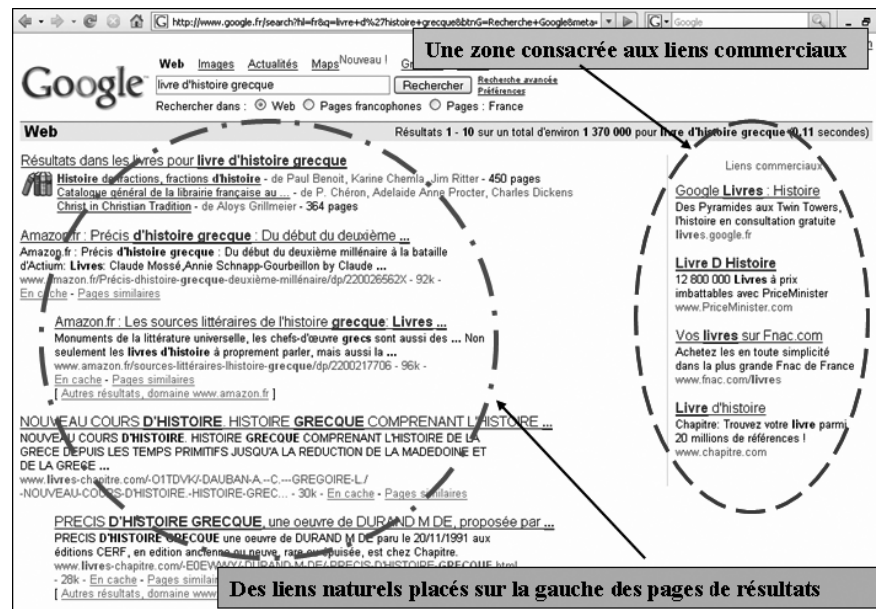 http://www.google.fr/search?hl=fr&q=livre+d%27histoire+grecque&btnG=Recherche+Google&meta=
Google
Une zone consacrée aux liens commerciaux
Google
Web Images Actualités Maps Nouveau !
livre d'histoire grecque
Rechercher
Recherche avancée
Préférences
Rechercher dans : Web Pages francophones Pages : France
Web
Résultats 1 - 10 sur un total d'environ 1 370 000 pour livre d'histoire grecque (0,11 secondes)
Résultats dans les livres pour livre d'histoire grecque
Histoire de fractions, fractions d'histoire - de Paul Benoit, Karine Chemla, Jim Ritter - 450 pages
Catalogue général de la librairie française au ... - de P. Chéron, Adelaide Anne Procter, Charles Dickens
Christ in Christian Tradition - de Aloys Grillmeier - 364 pages
Amazon.fr : Précis d'histoire grecque : Du début du deuxième ...
Amazon.fr : Précis d'histoire grecque : Du début du deuxième millénaire à la bataille
d'Actium: Livres: Claude Mossé,Annie Schnapp-Gourbeillon by Claude ...
www.amazon.fr/Précis-dhistoire-grecque-deuxième-millénaire/dp/220026562X - 92k -
En cache - Pages similaires
Amazon.fr : Les sources littéraires de l'histoire grecque: Livres ...
Monuments de la littérature universelle, les chefs-d'œuvre grecs sont aussi des ... Non
seulement les livres d'histoire à proprement parler, mais aussi la ...
www.amazon.fr/sources-littéraires-lhistoire-grecque/dp/2200217706 - 96k -
En cache - Pages similaires
[ Autres résultats, domaine www.amazon.fr ]
NOUVEAU COURS D'HISTOIRE. HISTOIRE GRECQUE COMPRENANT L'HISTOIRE ...
NOUVEAU COURS D'HISTOIRE. HISTOIRE GRECQUE COMPRENANT L'HISTOIRE DE LA
GRECE DEPUIS LES TEMPS PRIMITIFS JUSQU'A LA REDUCTION DE LA MADEDOINE ET
DE LA GRECE ...
www.livres-chapitre.com/-O1TDVK/-DAUBAN-A.--C.---GREGOIRE-L./
-NOUVEAU-COURS-D'HISTOIRE.-HISTOIRE-GREC... - 30k - En cache - Pages similaires
PRECIS D'HISTOIRE GRECQUE, une oeuvre de DURAND M DE, proposée par ...
PRECIS D'HISTOIRE GRECQUE une oeuvre de DURAND M DE paru le 20/11/1991 aux
éditions CERF, en edition ancienne ou neuve, rare ou épuisée, est chez Chapitre.
www.livres-chapitre.com/-E0EWWY/-DURAND-M-DE/-PRECIS-D'HISTOIRE-GRECQUE.html
- 28k - En cache - Pages similaires
[ Autres résultats, domaine www
Liens commerciaux
Google Livres : Histoire
Des Pyramides aux Twin Towers,
l'histoire en consultation gratuite
livres.google.fr
Livre D Histoire
12 800 000 Livres à prix
imbattables avec PriceMinister
www.PriceMinister.com
Vos livres sur Fnac.com
Achetez les en toute simplicité
dans la plus grande Fnac de France
www.fnac.com/livres
Livre d'histoire
Chapitre: Trouvez votre livre parmi
20 millions de références !
www.chapitre.com
Des liens naturels placés sur la gauche des pages de résultats